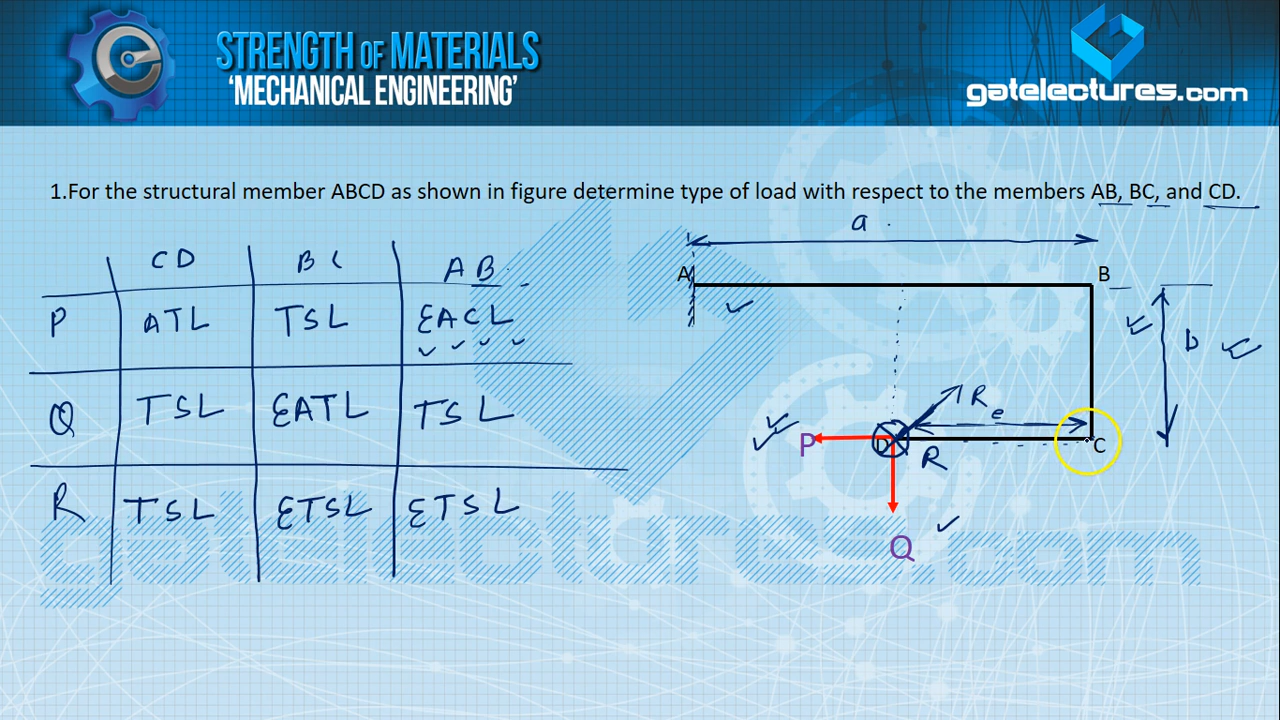 STRENGTH OF MATERIALS
'MECHANICAL ENGINEERING'
gatelectures.com
1.For the structural member ABCD as shown in figure determine type of load with respect to the members AB, BC, and CD.
CD BC AB
P ATL TSL EACL
Q TSL EATL TSL
R TSL ETSL ETSL
a
A B
b
R e
P D R C
Q
gatelectures.com